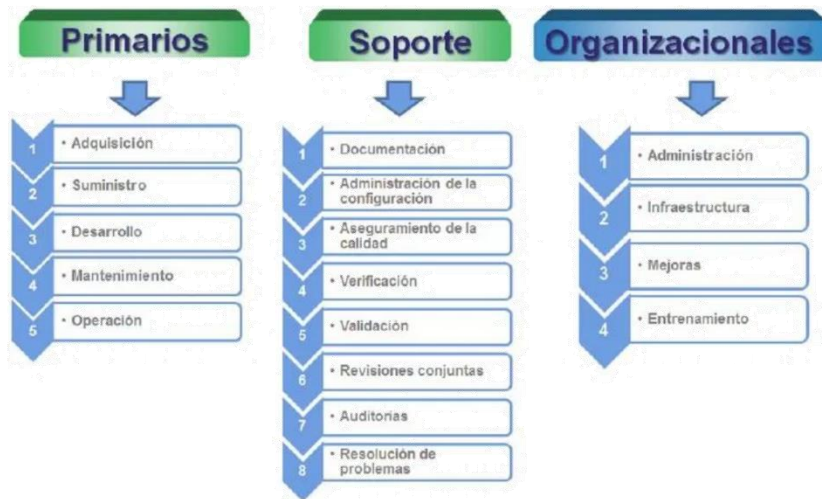 Primarios
1
• Adquisición
2
• Suministro
3
• Desarrollo
4
• Mantenimiento
5
• Operación
Soporte
1
• Documentación
2
• Administración de la
configuración
3
• Aseguramiento de la
calidad
4
• Verificación
5
• Validación
6
• Revisiones conjuntas
7
• Auditorias
8
• Resolución de
problemas
Organizacionales
1
• Administración
2
• Infraestructura
3
• Mejoras
4
• Entrenamiento